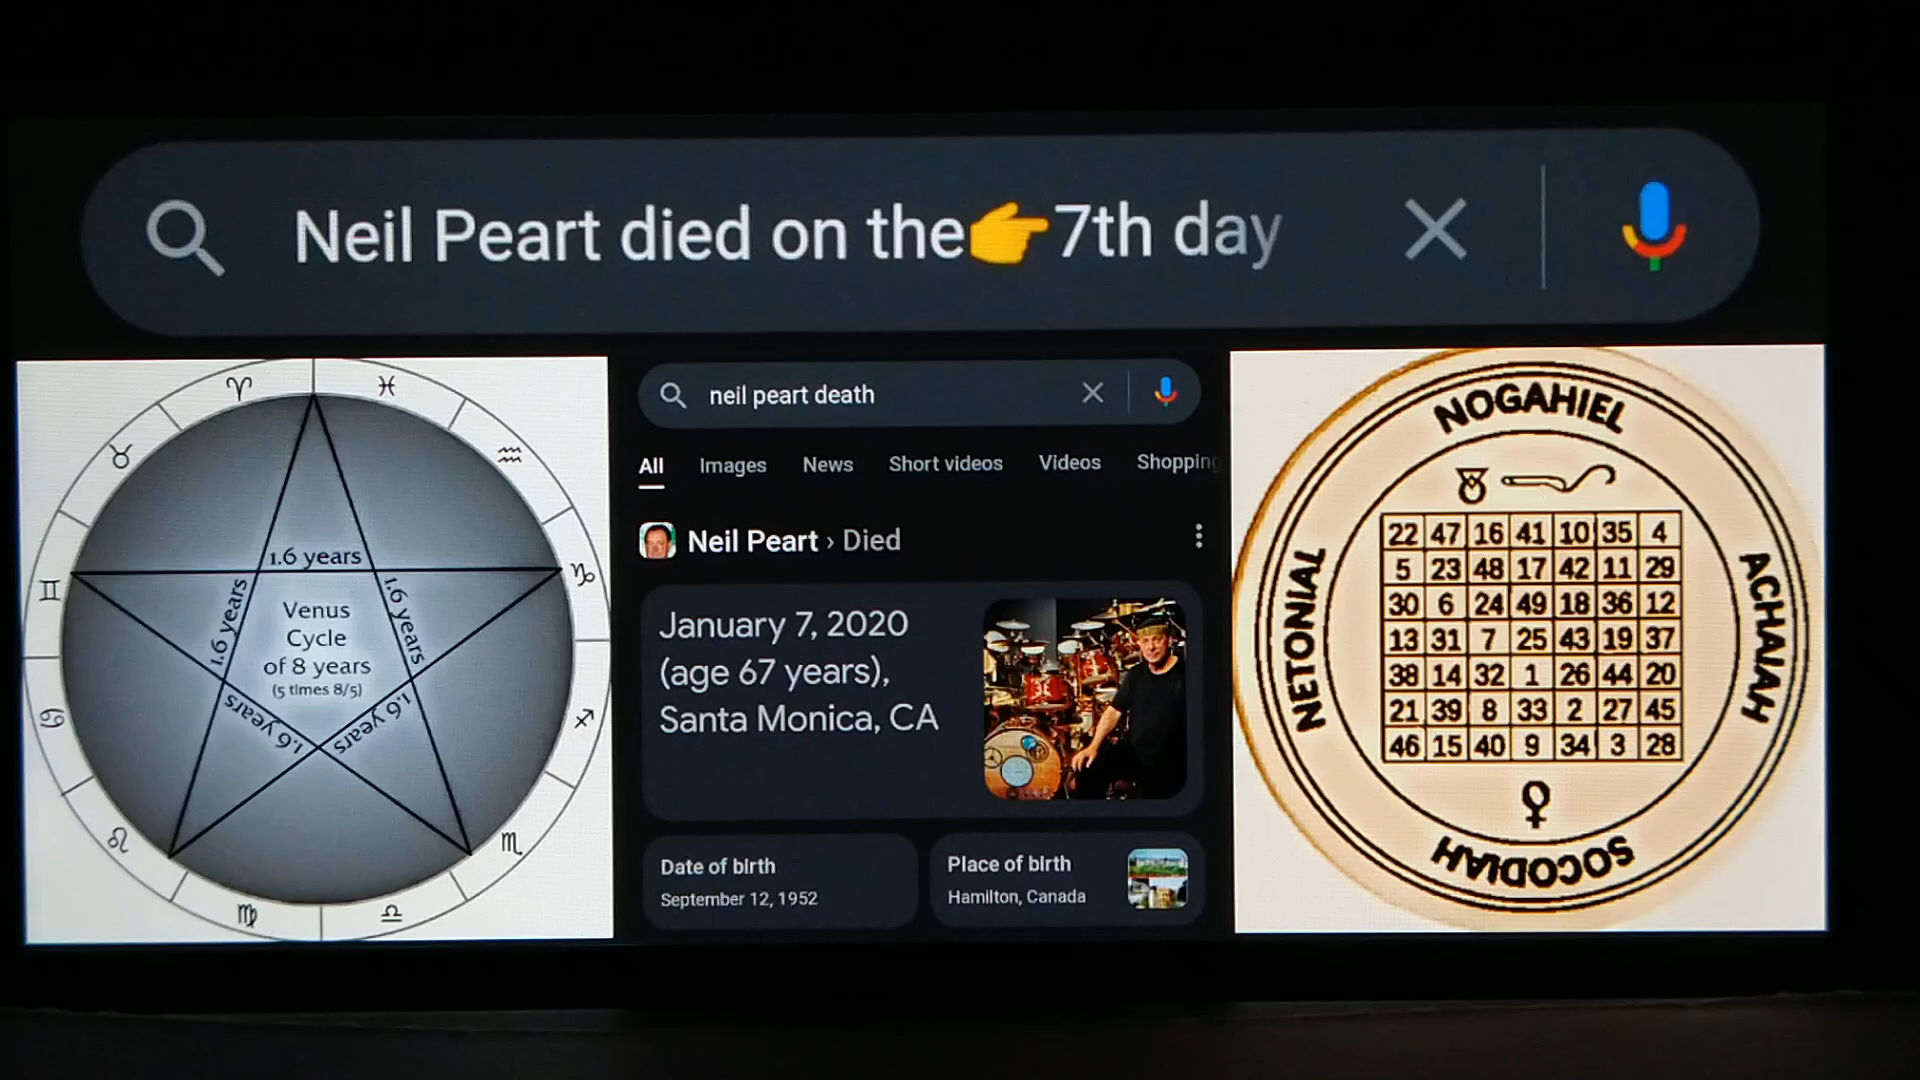 Neil Peart died on the👉7th day
♈ ♓
♉ ♒
♊ ♑
♋ ♐
♌ ♏
♍ ♎
1.6 years
1.6 years
1.6 years
1.6 years
1.6 years
Venus
Cycle
of 8 years
(5 times 8/5)
neil peart death
All Images News Short videos Videos Shopping
Neil Peart › Died
January 7, 2020
(age 67 years),
Santa Monica, CA
Date of birth
September 12, 1952
Place of birth
Hamilton, Canada
NOGAHIEL
ACHAIAH
SOCODIAH
NETONIAL
22 47 16 41 10 35 4
5 23 48 17 42 11 29
30 6 24 49 18 36 12
13 31 7 25 43 19 37
38 14 32 1 26 44 20
21 39 8 33 2 27 45
46 15 40 9 34 3 28
♀